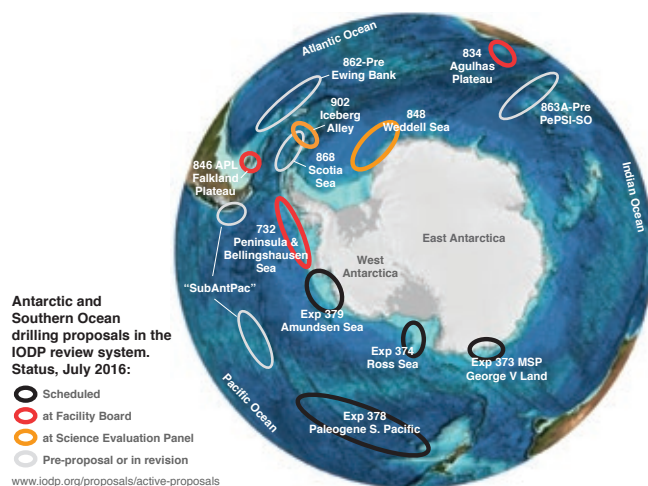 Atlantic Ocean
862-Pre
Ewing Bank
834
Agulhas
Plateau
902
Iceberg
Alley
848
Weddell Sea
863A-Pre
PePSI-SO
846 APL
Falkland
Plateau
868
Scotia
Sea
Indian Ocean
732
Peninsula &
Bellingshausen
Sea
East Antarctica
West
Antarctica
“SubAntPac”
Exp 379
Amundsen Sea
Exp 374
Ross Sea
Exp 373 MSP
George V Land
Pacific Ocean
Exp 378
Paleogene S. Pacific
Antarctic and
Southern Ocean
drilling proposals in the
IODP review system.
Status, July 2016:
Scheduled
at Facility Board
at Science Evaluation Panel
Pre-proposal or in revision
www.iodp.org/proposals/active-proposals